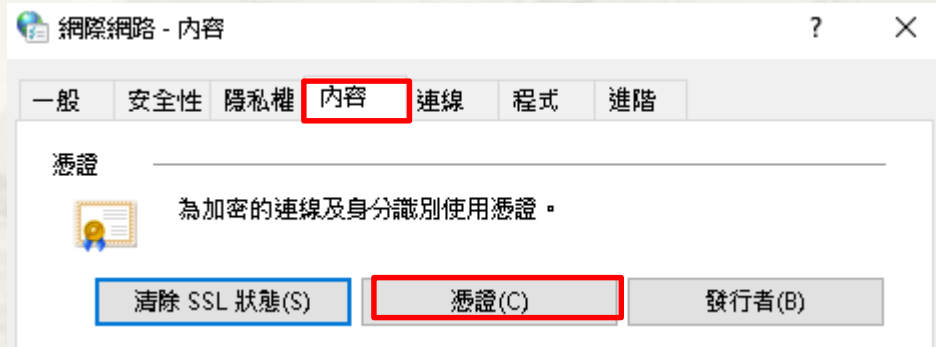 網際網路 - 內容 ? ×
一般 安全性 隱私權 內容 連線 程式 進階
憑證
為加密的連線及身分識別使用憑證。
清除 SSL 狀態(S) 憑證(C) 發行者(B)